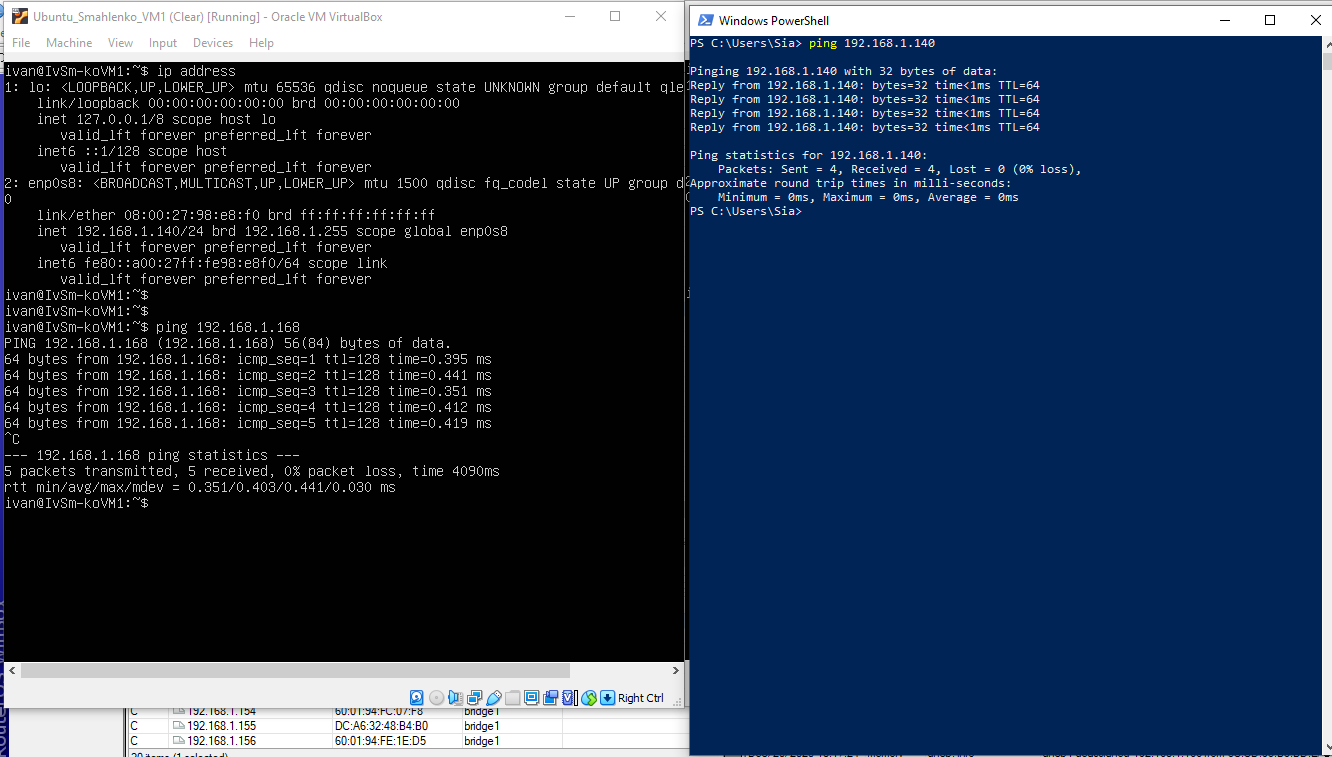 Ubuntu_Smahlenko_VM1 (Clear) [Running] - Oracle VM VirtualBox
File Machine View Input Devices Help
ivan@IvSm-koVM1:~$ ip address
1: lo: <LOOPBACK,UP,LOWER_UP> mtu 65536 qdisc noqueue state UNKNOWN group default qle
link/loopback 00:00:00:00:00:00 brd 00:00:00:00:00:00
inet 127.0.0.1/8 scope host lo
valid_lft forever preferred_lft forever
inet6 ::1/128 scope host
valid_lft forever preferred_lft forever
2: enp0s8: <BROADCAST,MULTICAST,UP,LOWER_UP> mtu 1500 qdisc fq_codel state UP group d
0
link/ether 08:00:27:98:e8:f0 brd ff:ff:ff:ff:ff:ff
inet 192.168.1.140/24 brd 192.168.1.255 scope global enp0s8
valid_lft forever preferred_lft forever
inet6 fe80::a00:27ff:fe98:e8f0/64 scope link
valid_lft forever preferred_lft forever
ivan@IvSm-koVM1:~$
ivan@IvSm-koVM1:~$
ivan@IvSm-koVM1:~$ ping 192.168.1.168
PING 192.168.1.168 (192.168.1.168) 56(84) bytes of data.
64 bytes from 192.168.1.168: icmp_seq=1 ttl=128 time=0.395 ms
64 bytes from 192.168.1.168: icmp_seq=2 ttl=128 time=0.441 ms
64 bytes from 192.168.1.168: icmp_seq=3 ttl=128 time=0.351 ms
64 bytes from 192.168.1.168: icmp_seq=4 ttl=128 time=0.412 ms
64 bytes from 192.168.1.168: icmp_seq=5 ttl=128 time=0.419 ms
^C
--- 192.168.1.168 ping statistics ---
5 packets transmitted, 5 received, 0% packet loss, time 4090ms
rtt min/avg/max/mdev = 0.351/0.403/0.441/0.030 ms
ivan@IvSm-koVM1:~$
Right Ctrl
C 192.168.1.154 60:01:94:FC:07:F8 bridge1
C 192.168.1.155 DC:A6:32:48:B4:B0 bridge1
C 192.168.1.156 60:01:94:FE:1E:D5 bridge1
Windows PowerShell
PS C:\Users\Sia> ping 192.168.1.140
Pinging 192.168.1.140 with 32 bytes of data:
Reply from 192.168.1.140: bytes=32 time<1ms TTL=64
Reply from 192.168.1.140: bytes=32 time<1ms TTL=64
Reply from 192.168.1.140: bytes=32 time<1ms TTL=64
Reply from 192.168.1.140: bytes=32 time<1ms TTL=64
Ping statistics for 192.168.1.140:
Packets: Sent = 4, Received = 4, Lost = 0 (0% loss),
Approximate round trip times in milli-seconds:
Minimum = 0ms, Maximum = 0ms, Average = 0ms
PS C:\Users\Sia>